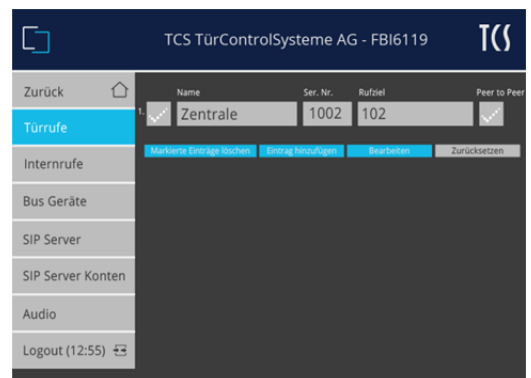 TCS TürControlSysteme AG - FBI6119
TCS
Zurück
Türrufe
Internrufe
Bus Geräte
SIP Server
SIP Server Konten
Audio
Logout (12:55)
Name Ser. Nr. Rufziel Peer to Peer
1. Zentrale 1002 102
Markierte Einträge löschen Eintrag hinzufügen Bearbeiten Zurücksetzen